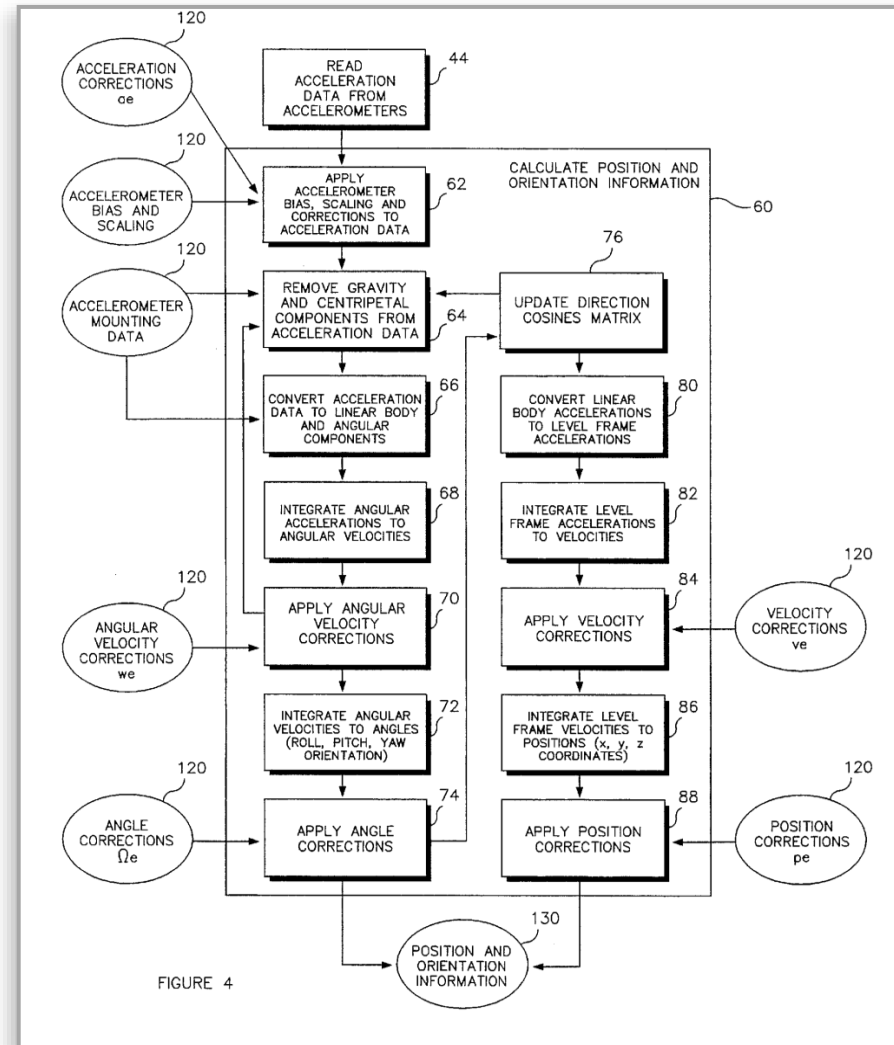 120
ACCELERATION
CORRECTIONS
ae
READ
ACCELERATION
DATA FROM
ACCELEROMETERS
44
120
ACCELEROMETER
BIAS AND
SCALING
APPLY
ACCELEROMETER
BIAS, SCALING AND
CORRECTIONS TO
ACCELERATION DATA
62
CALCULATE POSITION AND
ORIENTATION INFORMATION
60
120
ACCELEROMETER
MOUNTING
DATA
REMOVE GRAVITY
AND CENTRIPETAL
COMPONENTS FROM
ACCELERATION DATA
64
76
UPDATE DIRECTION
COSINES MATRIX
CONVERT ACCELERATION
DATA TO LINEAR BODY
AND ANGULAR
COMPONENTS
66
CONVERT LINEAR
BODY ACCELERATIONS
TO LEVEL FRAME
ACCELERATIONS
80
INTEGRATE ANGULAR
ACCELERATIONS TO
ANGULAR VELOCITIES
68
INTEGRATE LEVEL
FRAME ACCELERATIONS
TO VELOCITIES
82
120
ANGULAR
VELOCITY
CORRECTIONS
we
APPLY ANGULAR
VELOCITY
CORRECTIONS
70
APPLY VELOCITY
CORRECTIONS
84
120
VELOCITY
CORRECTIONS
ve
INTEGRATE ANGULAR
VELOCITIES TO ANGLES
(ROLL, PITCH, YAW
ORIENTATION)
72
INTEGRATE LEVEL
FRAME VELOCITIES TO
POSITIONS (x, y, z
COORDINATES)
86
120
ANGLE
CORRECTIONS
Ωe
APPLY ANGLE
CORRECTIONS
74
APPLY POSITION
CORRECTIONS
88
120
POSITION
CORRECTIONS
pe
130
POSITION AND
ORIENTATION
INFORMATION
FIGURE 4